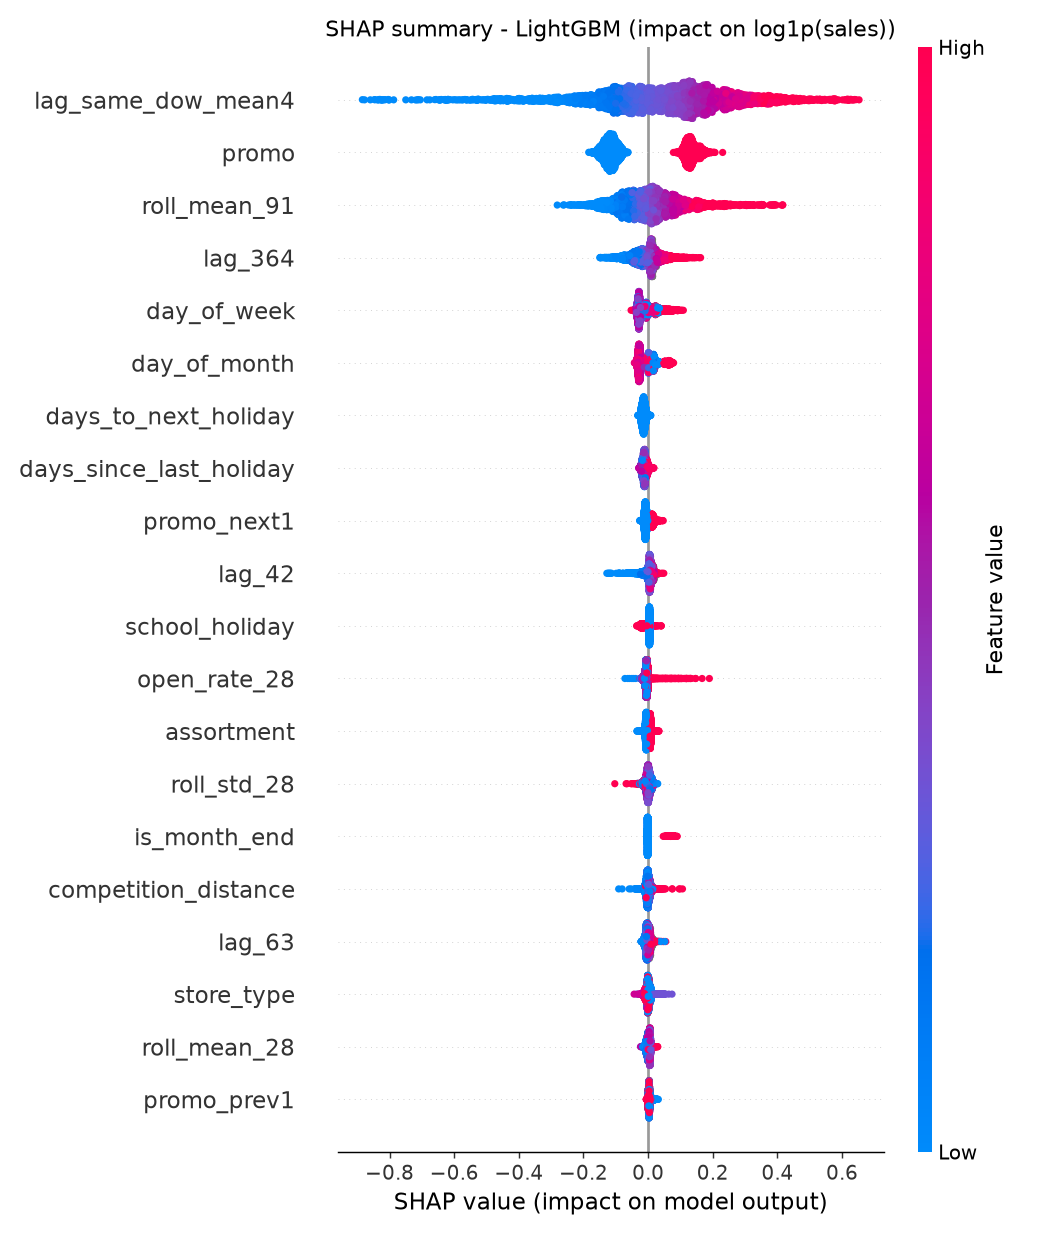 SHAP summary - LightGBM (impact on log1p(sales))
High
lag_same_dow_mean4
promo
roll_mean_91
lag_364
day_of_week
day_of_month
days_to_next_holiday
days_since_last_holiday
promo_next1
lag_42
school_holiday
open_rate_28
assortment
roll_std_28
is_month_end
competition_distance
lag_63
store_type
roll_mean_28
promo_prev1
Feature value
Low
−0.8 −0.6 −0.4 −0.2 0.0 0.2 0.4 0.6
SHAP value (impact on model output)